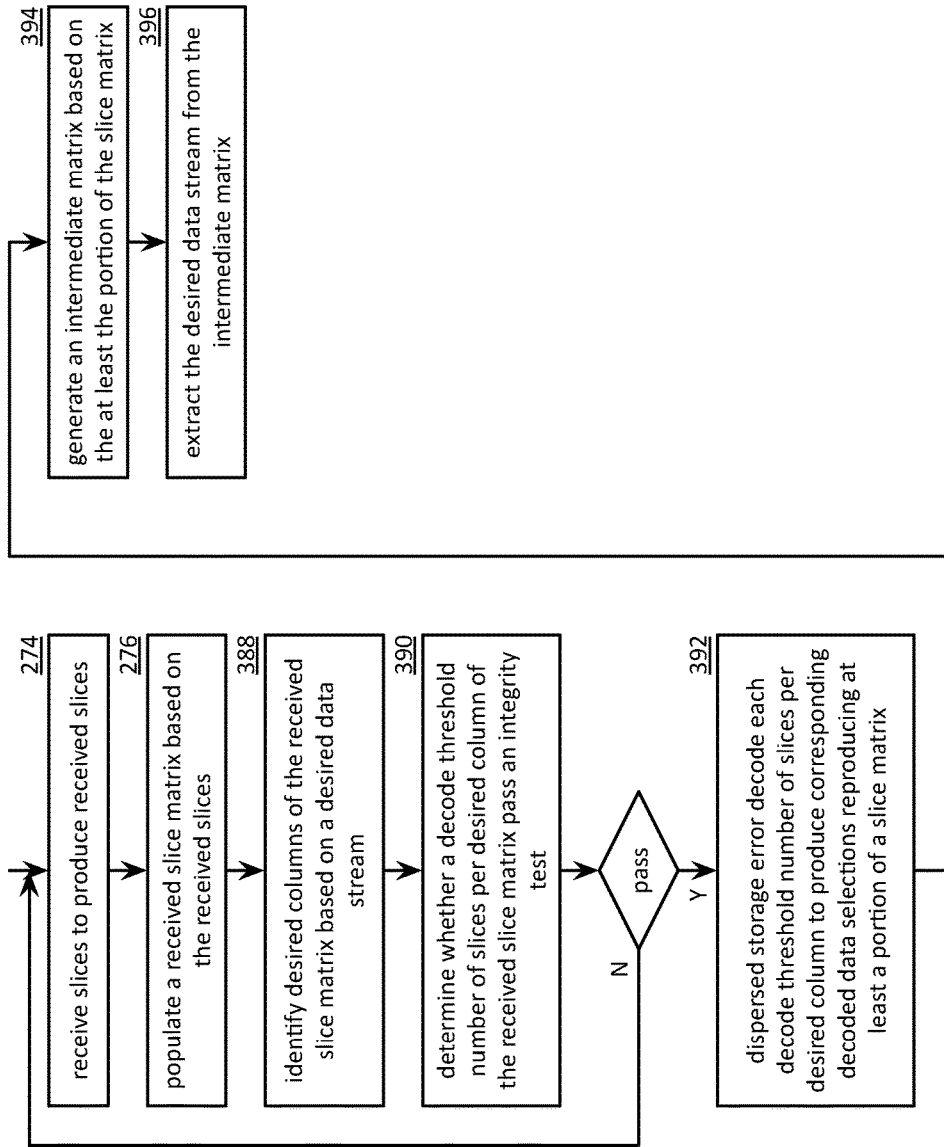 274
receive slices to produce received slices
276
populate a received slice matrix based on
the received slices
388
identify desired columns of the received
slice matrix based on a desired data
stream
390
determine whether a decode threshold
number of slices per desired column of
the received slice matrix pass an integrity
test
pass
N
Y
392
dispersed storage error decode each
decode threshold number of slices per
desired column to produce corresponding
decoded data selections reproducing at
least a portion of a slice matrix
394
generate an intermediate matrix based on
the at least the portion of the slice matrix
396
extract the desired data stream from the
intermediate matrix